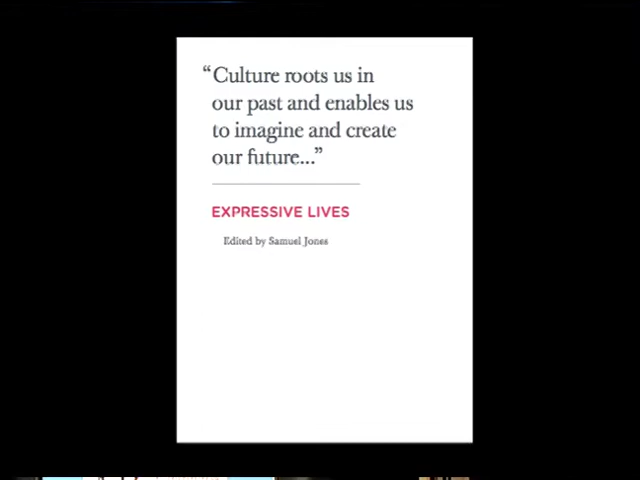 “Culture roots us in
our past and enables us
to imagine and create
our future...”
EXPRESSIVE LIVES
Edited by Samuel Jones